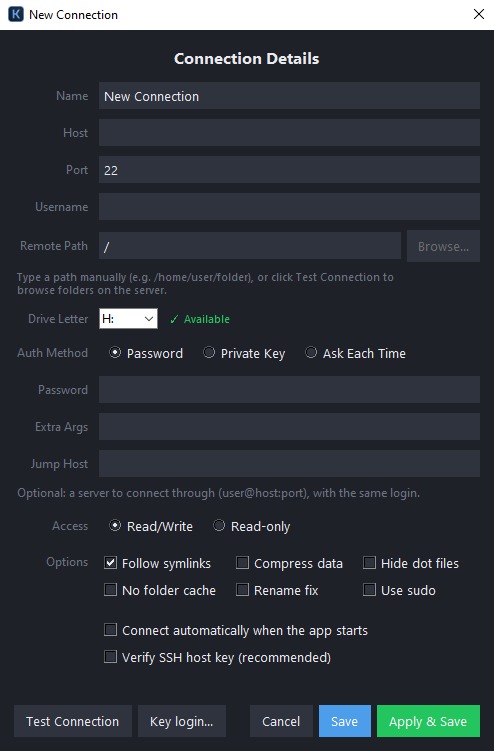 K New Connection
Connection Details
Name New Connection
Host
Port 22
Username
Remote Path / Browse...
Type a path manually (e.g. /home/user/folder), or click Test Connection to
browse folders on the server.
Drive Letter H: ✓ Available
Auth Method Password Private Key Ask Each Time
Password
Extra Args
Jump Host
Optional: a server to connect through (user@host:port), with the same login.
Access Read/Write Read-only
Options Follow symlinks Compress data Hide dot files
No folder cache Rename fix Use sudo
Connect automatically when the app starts
Verify SSH host key (recommended)
Test Connection Key login... Cancel Save Apply & Save